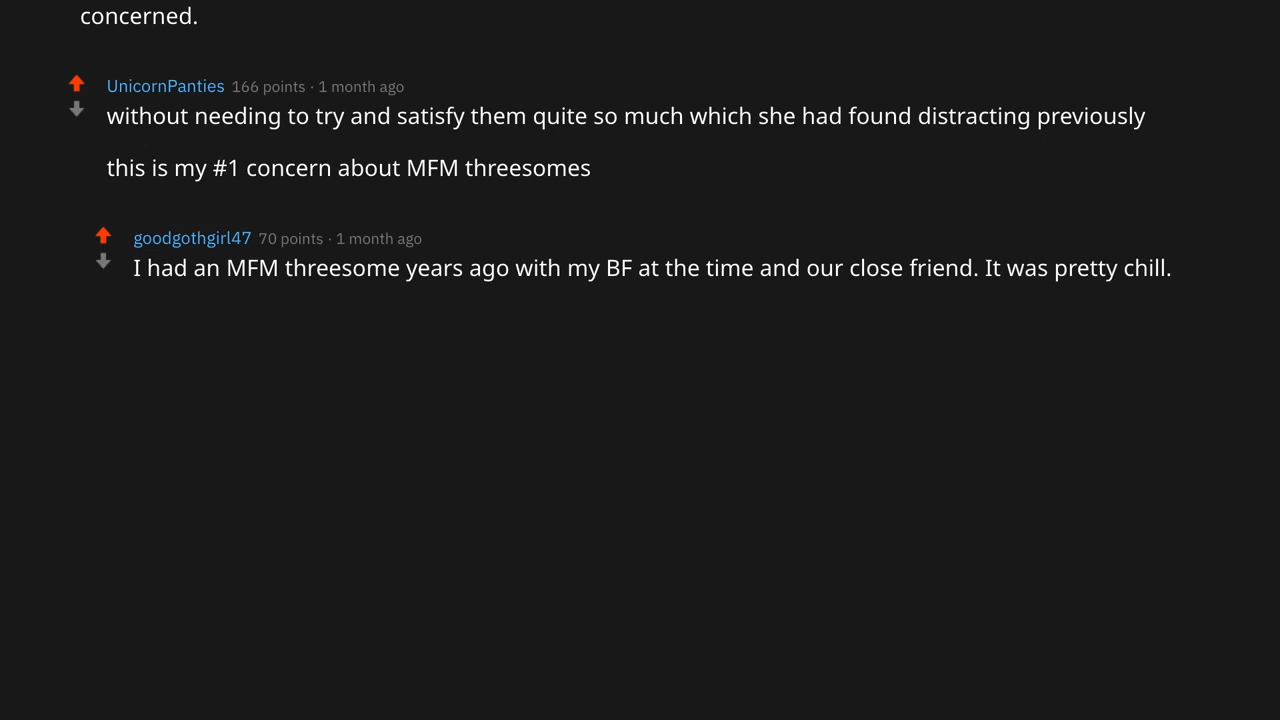 concerned.
UnicornPanties 166 points · 1 month ago
without needing to try and satisfy them quite so much which she had found distracting previously
this is my #1 concern about MFM threesomes
goodgothgirl47 70 points · 1 month ago
I had an MFM threesome years ago with my BF at the time and our close friend. It was pretty chill.